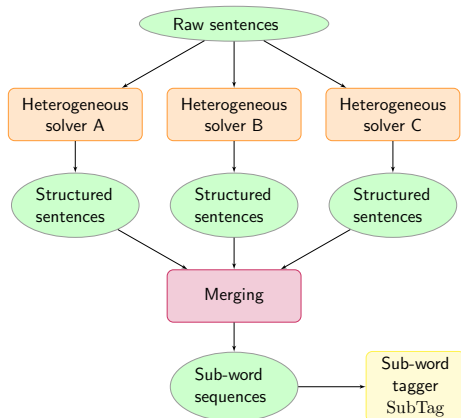 Raw sentences
Heterogeneous
solver A
Heterogeneous
solver B
Heterogeneous
solver C
Structured
sentences
Structured
sentences
Structured
sentences
Merging
Sub-word
sequences
Sub-word
tagger
SubTag